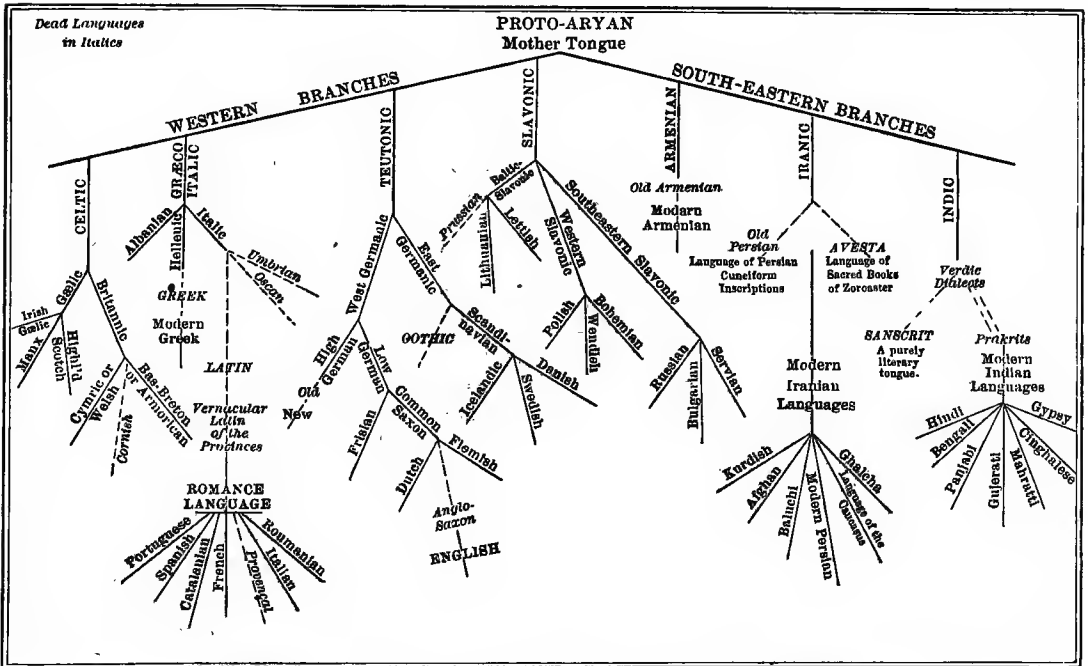 Dead Languages
in Italics
PROTO-ARYAN
Mother Tongue
WESTERN BRANCHES
SOUTH-EASTERN BRANCHES
CELTIC
GRÆCO
ITALIC
TEUTONIC
SLAVONIC
ARMENIAN
IRANIC
INDIC
Gælic
Irish
Gælic
Manx
High'l'd
Scotch
Britannic
Cymric or
Welsh
Cornish
Bas-Breton
or Armorican
Albanian
Hellenic
GREEK
Modern
Greek
Italic
Umbrian
Oscan
LATIN
Vernacular
Latin
of the
Provinces
ROMANCE
LANGUAGE
Portuguese
Spanish
Catalanian
French
Provençal
Italian
Roumanian
West Germanic
High
German
Old
New
Low
German
Frisian
Common
Saxon
Dutch
Flemish
Anglo-
Saxon
ENGLISH
East
Germanic
GOTHIC
Scandi-
navian
Icelandic
Swedish
Danish
Baltic-
Slavonic
Prussian
Lithuanian
Lettish
Western
Slavonic
Polish
Wendish
Bohemian
Southeastern Slavonic
Russian
Bulgarian
Servian
Old Armenian
Modarn
Armenian
Old
Persian
Language of Persian
Cuneiform
Inscriptions
AVESTA
Language of
Sacred Books
of Zoroaster
Modern
Iranian
Languages
Kurdish
Afghan
Baluchi
Modern Persian
Language of the
Caucasus
Ghalcha
Verdic
Dialects
SANSCRIT
A purely
literary
tongue.
Prakrits
Modern
Indian
Languages
Hindi
Bengali
Panjabi
Gujerati
Mahratti
Cinghalese
Gypsy